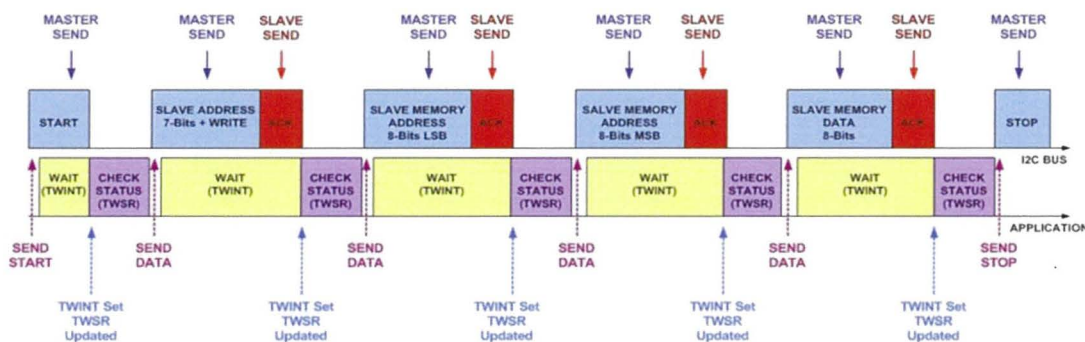 MASTER SEND
MASTER SEND
SLAVE SEND
MASTER SEND
SLAVE SEND
MASTER SEND
SLAVE SEND
MASTER SEND
SLAVE SEND
MASTER SEND
START
SLAVE ADDRESS
7-Bits + WRITE
ACK
SLAVE MEMORY
ADDRESS
8-Bits LSB
ACK
SALVE MEMORY
ADDRESS
8-Bits MSB
ACK
SLAVE MEMORY
DATA
8-Bits
ACK
STOP
I2C BUS
WAIT
(TWINT)
CHECK
STATUS
(TWSR)
WAIT
(TWINT)
CHECK
STATUS
(TWSR)
WAIT
(TWINT)
CHECK
STATUS
(TWSR)
WAIT
(TWINT)
CHECK
STATUS
(TWSR)
WAIT
(TWINT)
CHECK
STATUS
(TWSR)
APPLICATION
SEND
START
SEND
DATA
SEND
DATA
SEND
DATA
SEND
DATA
SEND
STOP
TWINT Set
TWSR
Updated
TWINT Set
TWSR
Updated
TWINT Set
TWSR
Updated
TWINT Set
TWSR
Updated
TWINT Set
TWSR
Updated